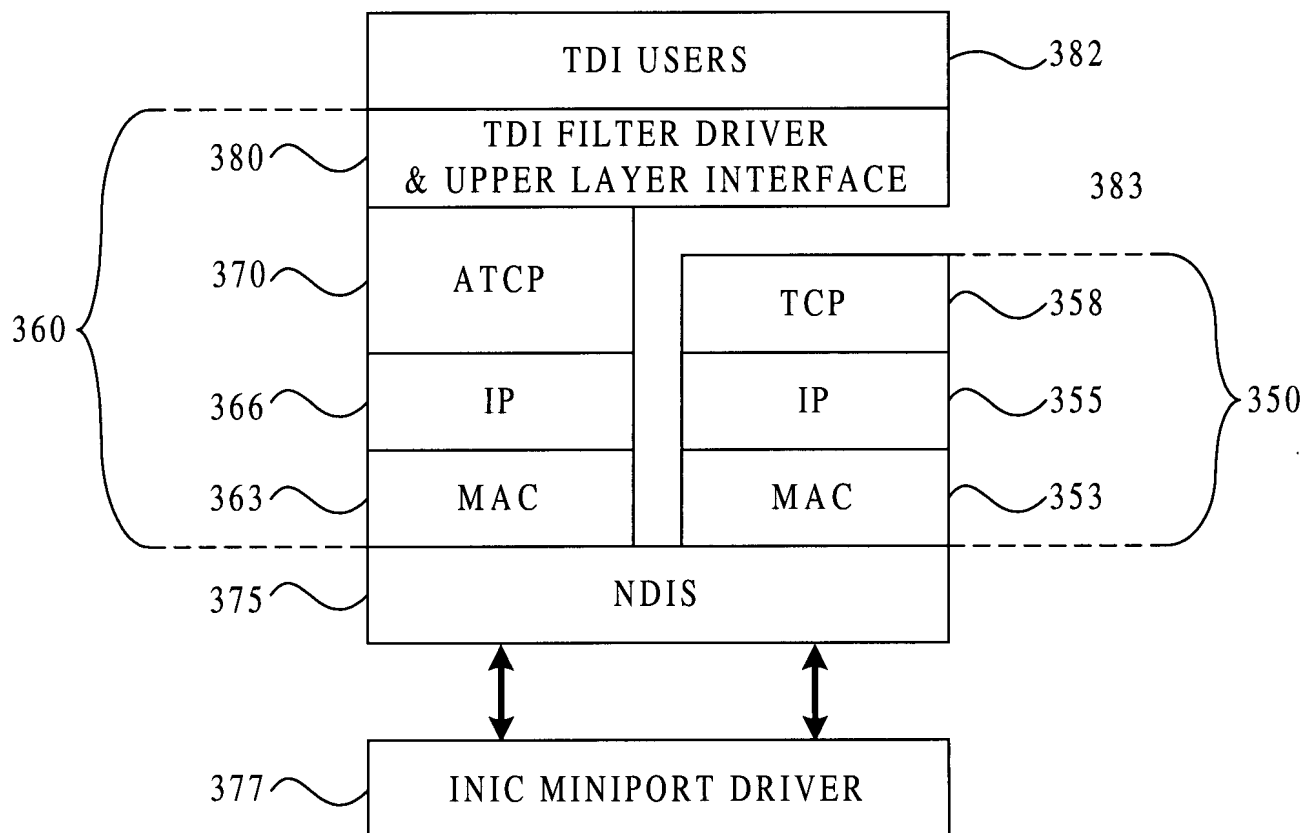 TDI USERS
382
380
TDI FILTER DRIVER
& UPPER LAYER INTERFACE
383
370
ATCP
TCP
358
360
366
IP
IP
355
350
363
MAC
MAC
353
375
NDIS
377
INIC MINIPORT DRIVER